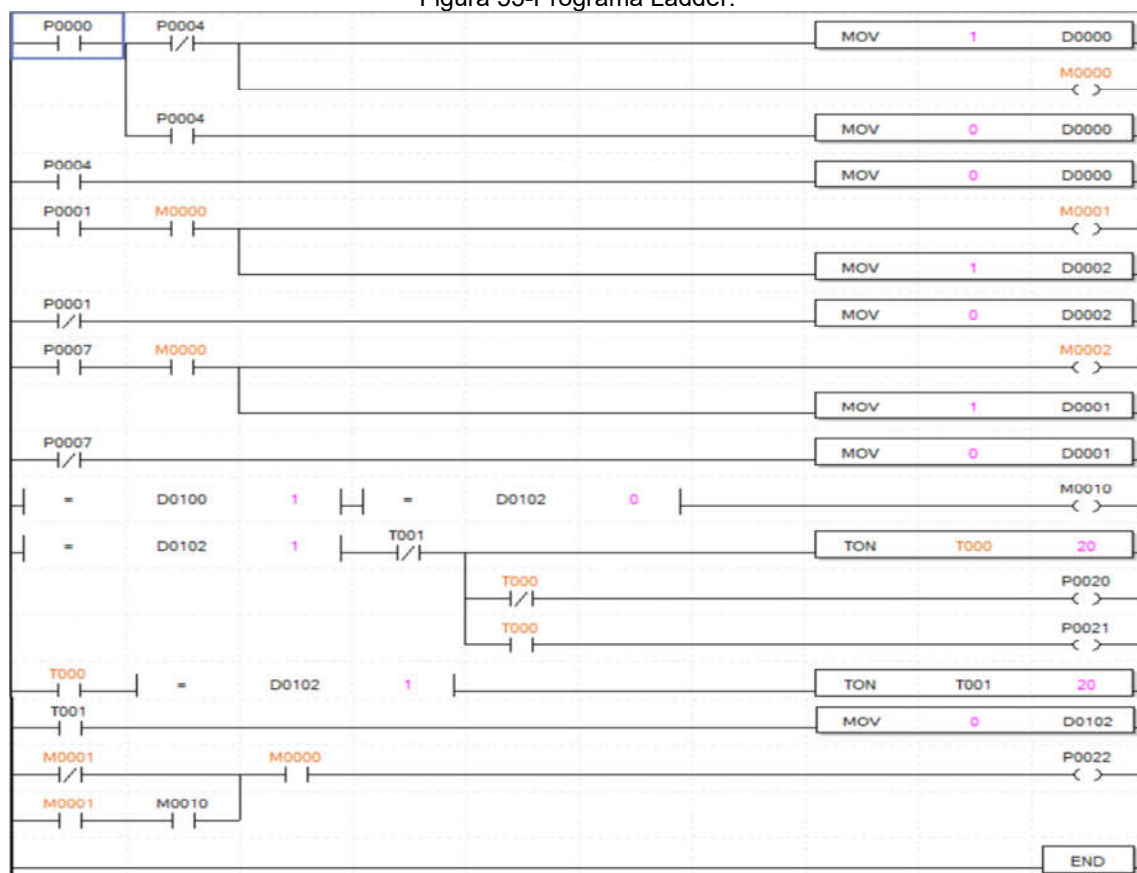 Figura 35-Programa Ladder.
P0000 P0004 MOV 1 D0000
M0000
P0004 MOV 0 D0000
P0004 MOV 0 D0000
P0001 M0000 M0001
MOV 1 D0002
P0001 MOV 0 D0002
P0007 M0000 M0002
MOV 1 D0001
P0007 MOV 0 D0001
= D0100 1 = D0102 0 M0010
= D0102 1 T001 TON T000 20
T000 P0020
T000 P0021
T000 = D0102 1 TON T001 20
T001 MOV 0 D0102
M0001 M0000 P0022
M0001 M0010
END